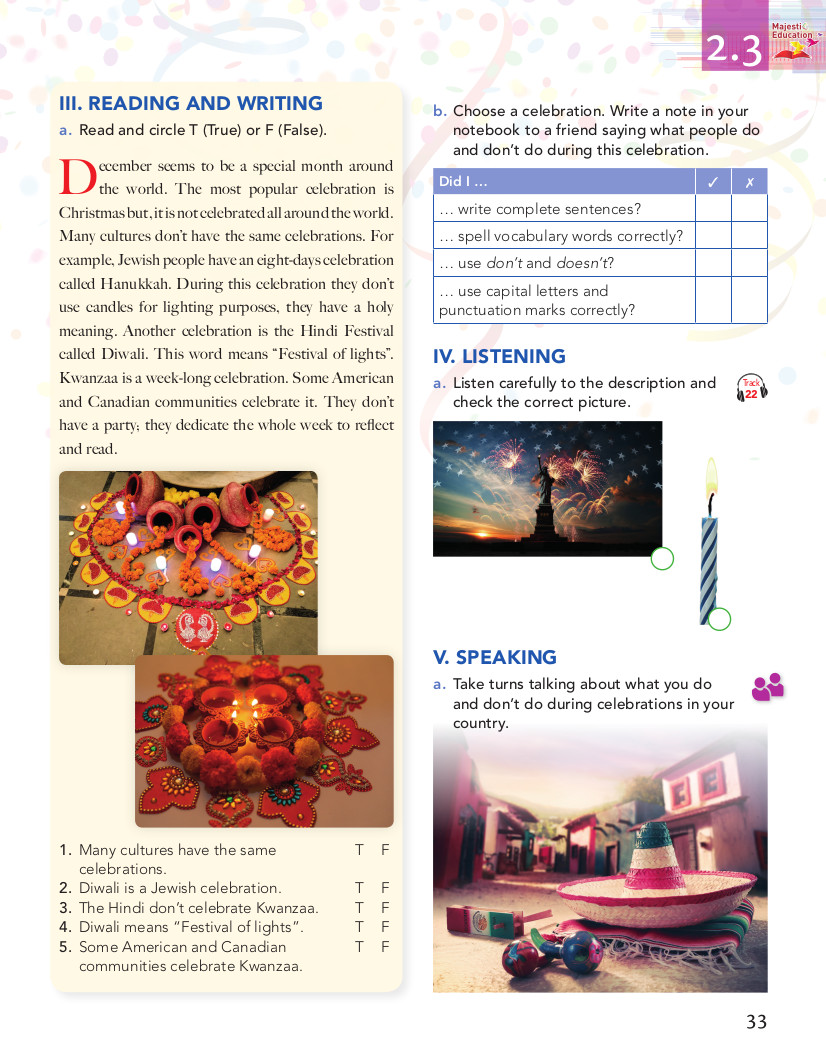 2.3
Majesti
Education
III. READING AND WRITING
a. Read and circle T (True) or F (False).
December seems to be a special month around
the world. The most popular celebration is
Christmas but, it is not celebrated all around the world.
Many cultures don't have the same celebrations. For
example, Jewish people have an eight-days celebration
called Hanukkah. During this celebration they don't
use candles for lighting purposes, they have a holy
meaning. Another celebration is the Hindi Festival
called Diwali. This word means "Festival of lights".
Kwanzaa is a week-long celebration. Some American
and Canadian communities celebrate it. They don't
have a party; they dedicate the whole week to reflect
and read.
1. Many cultures have the same T F
celebrations.
2. Diwali is a Jewish celebration. T F
3. The Hindi don't celebrate Kwanzaa. T F
4. Diwali means "Festival of lights". T F
5. Some American and Canadian T F
communities celebrate Kwanzaa.
b. Choose a celebration. Write a note in your
notebook to a friend saying what people do
and don't do during this celebration.
Did I ... ✓ ✗
... write complete sentences?
... spell vocabulary words correctly?
... use don't and doesn't?
... use capital letters and
punctuation marks correctly?
IV. LISTENING
a. Listen carefully to the description and
check the correct picture.
Track
22
V. SPEAKING
a. Take turns talking about what you do
and don't do during celebrations in your
country.
33